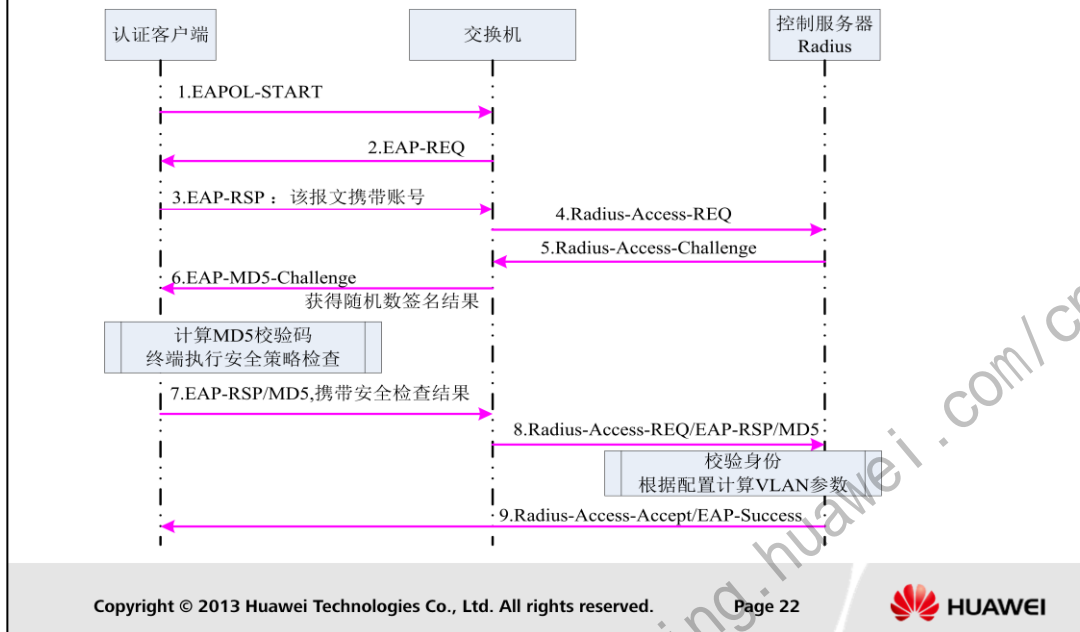 认证客户端
交换机
控制服务器
Radius
1.EAPOL-START
2.EAP-REQ
3.EAP-RSP：该报文携带账号
4.Radius-Access-REQ
5.Radius-Access-Challenge
6.EAP-MD5-Challenge
获得随机数签名结果
计算MD5校验码
终端执行安全策略检查
7.EAP-RSP/MD5,携带安全检查结果
8.Radius-Access-REQ/EAP-RSP/MD5
校验身份
根据配置计算VLAN参数
9.Radius-Access-Accept/EAP-Success
Copyright © 2013 Huawei Technologies Co., Ltd. All rights reserved.
Page 22
HUAWEI
ng.huawei.com/cn